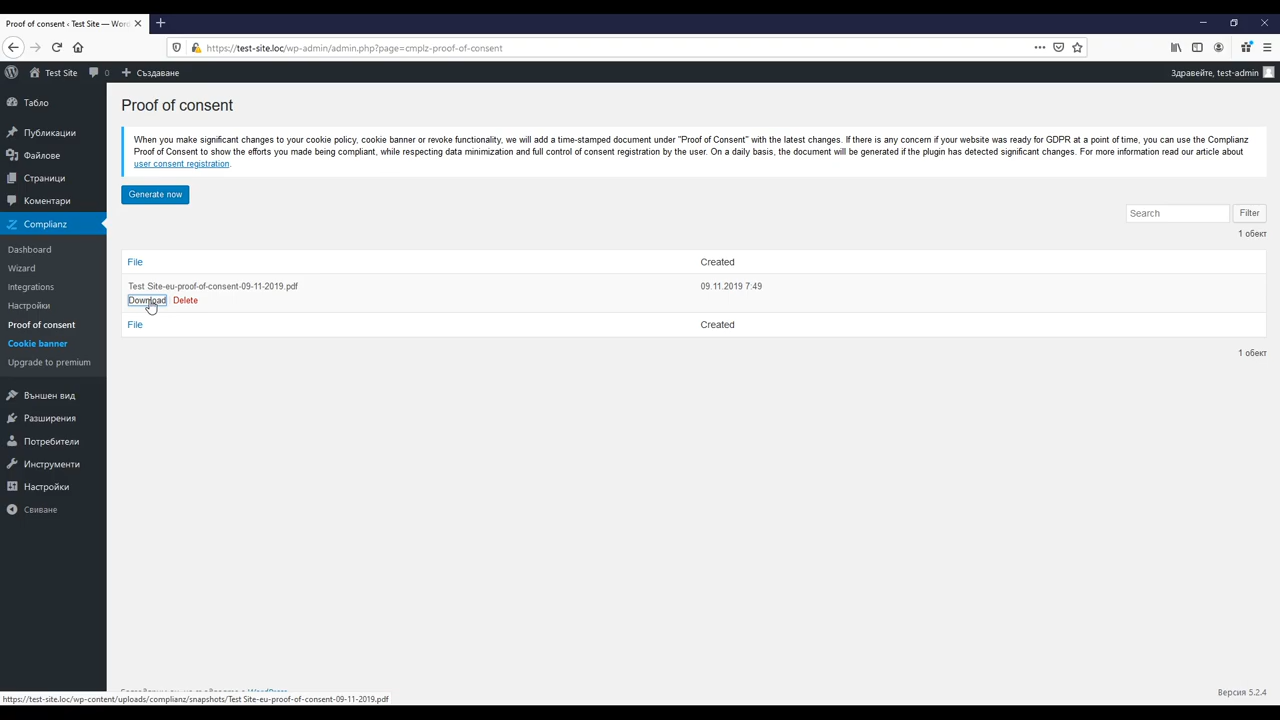 Proof of consent ‹ Test Site — Wor
https://test-site.loc/wp-admin/admin.php?page=cmplz-proof-of-consent
Test Site
0
Създаване
Здравейте, test-admin
Табло
Публикации
Файлове
Страници
Коментари
Complianz
Dashboard
Wizard
Integrations
Настройки
Proof of consent
Cookie banner
Upgrade to premium
Външен вид
Разширения
Потребители
Инструменти
Настройки
Свиване
Proof of consent
When you make significant changes to your cookie policy, cookie banner or revoke functionality, we will add a time-stamped document under "Proof of Consent" with the latest changes. If there is any concern if your website was ready for GDPR at a point of time, you can use the Complianz
Proof of Consent to show the efforts you made being compliant, while respecting data minimization and full control of consent registration by the user. On a daily basis, the document will be generated if the plugin has detected significant changes. For more information read our article about
user consent registration.
Generate now
Search
Filter
1 обект
File
Created
Test Site-eu-proof-of-consent-09-11-2019.pdf
09.11.2019 7:49
Download
Delete
File
Created
1 обект
WordPress
Версия 5.2.4
https://test-site.loc/wp-content/uploads/complianz/snapshots/Test Site-eu-proof-of-consent-09-11-2019.pdf